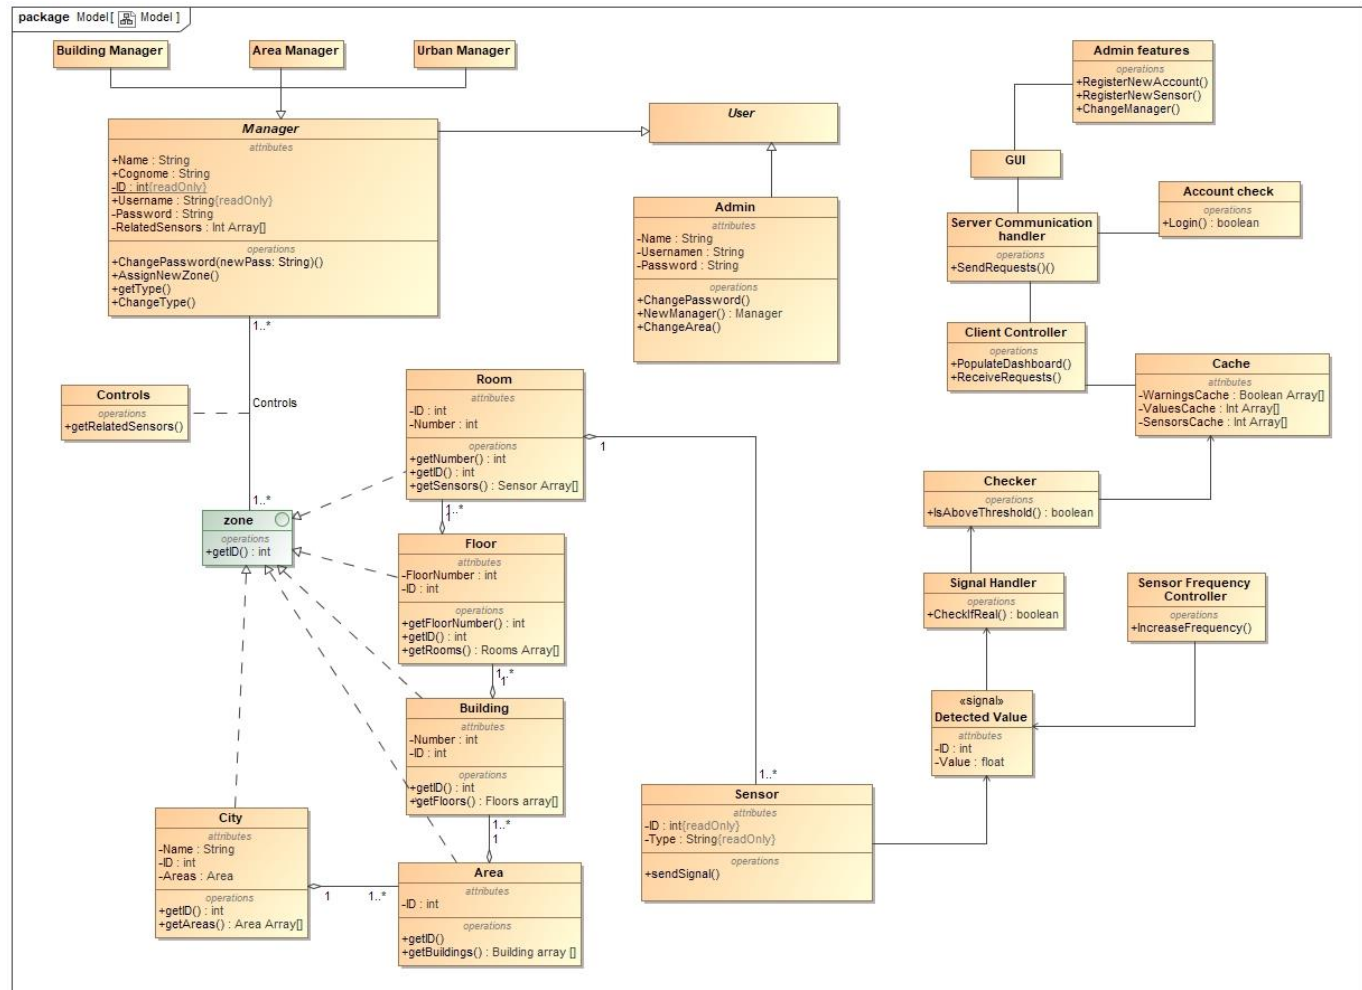 package Model[ Model ]
Building Manager
Area Manager
Urban Manager
Manager
attributes
+Name : String
+Cognome : String
-ID : int{readOnly}
+Username : String{readOnly}
-Password : String
-RelatedSensors : Int Array[]
operations
+ChangePassword(newPass: String)()
+AssignNewZone()
+getType()
+ChangeType()
User
Admin
attributes
-Name : String
-Usernamen : String
-Password : String
operations
+ChangePassword()
+NewManager() : Manager
+ChangeArea()
Admin features
operations
+RegisterNewAccount()
+RegisterNewSensor()
+ChangeManager()
GUI
Account check
operations
+Login() : boolean
Server Communication
handler
operations
+SendRequests()()
Client Controller
operations
+PopulateDashboard()
+ReceiveRequests()
Cache
attributes
-WarningsCache : Boolean Array[]
-ValuesCache : Int Array[]
-SensorsCache : Int Array[]
1..*
Controls
operations
+getRelatedSensors()
Controls
1..*
zone
operations
+getID() : int
Room
attributes
-ID : int
-Number : int
operations
+getNumber() : int
+getID() : int
+getSensors() : Sensor Array[]
1
1..*
1
Floor
attributes
-FloorNumber : int
-ID : int
operations
+getFloorNumber() : int
+getID() : int
+getRooms() : Rooms Array[]
1..*
1
Building
attributes
-Number : int
-ID : int
operations
+getID() : int
+getFloors() : Floors array[]
1..*
1
Area
attributes
-ID : int
operations
+getID()
+getBuildings() : Building array []
City
attributes
-Name : String
-ID : int
-Areas : Area
operations
+getID() : int
+getAreas() : Area Array[]
1
1..*
1..*
Sensor
attributes
-ID : int{readOnly}
-Type : String{readOnly}
operations
+sendSignal()
Checker
operations
+IsAboveThreshold() : boolean
Signal Handler
operations
+CheckIfReal() : boolean
Sensor Frequency
Controller
operations
+IncreaseFrequency()
«signal»
Detected Value
attributes
-ID : int
-Value : float